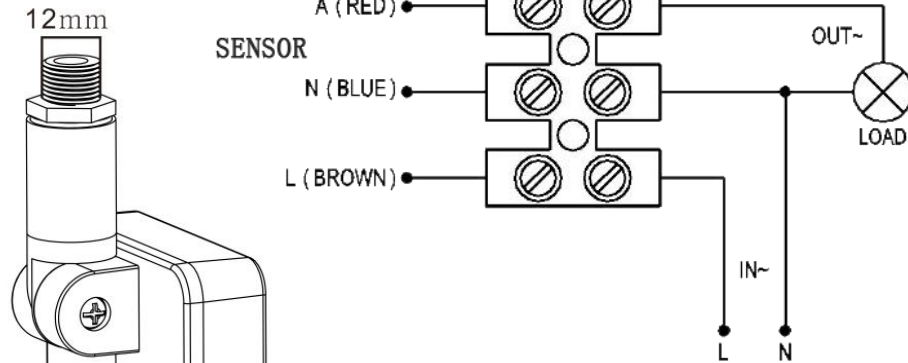 12mm
SENSOR
A (RED)
N (BLUE)
L (BROWN)
OUT~
LOAD
IN~
L N